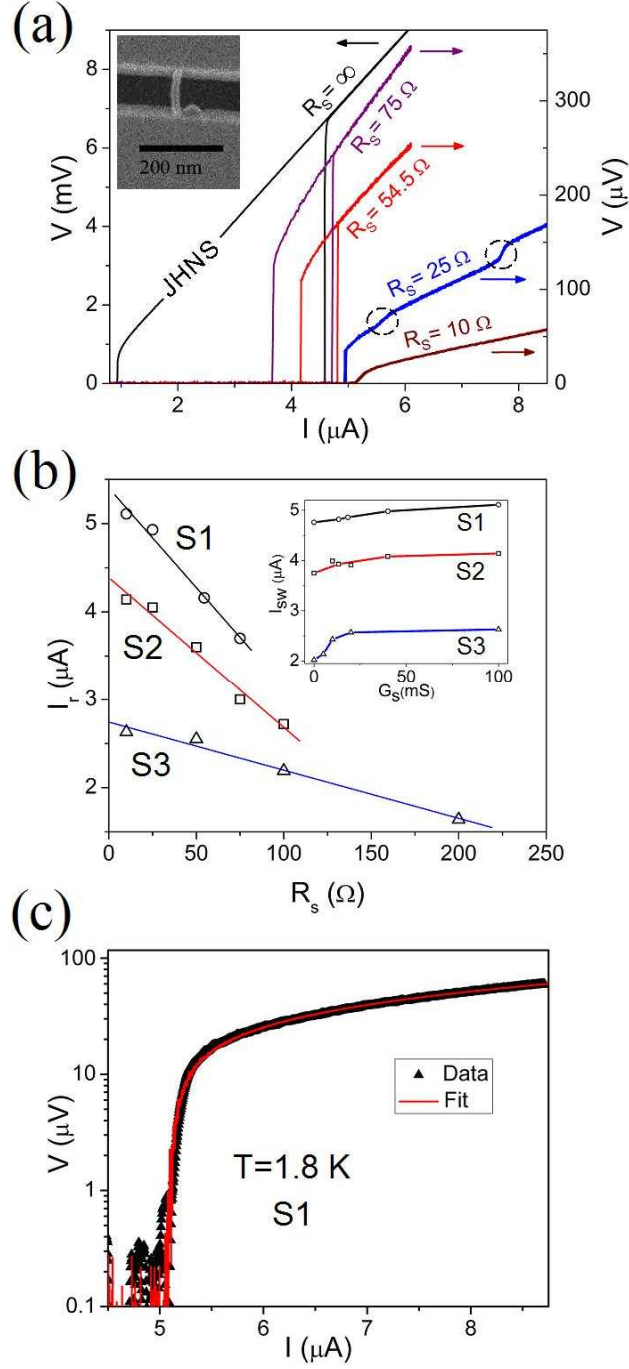 (a)
200 nm
JHNS
R_S = ∞
R_S = 75 Ω
R_S = 54.5 Ω
R_S = 25 Ω
R_S = 10 Ω
V (mV)
8
6
4
2
0
V (μV)
300
200
100
0
2 4 6 8
I (μA)
(b)
S1
S2
S3
I_r (μA)
5
4
3
2
0 50 100 150 200 250
R_s (Ω)
I_SW (μA)
5
4
3
2
S1
S2
S3
0 50 100
G_S(mS)
(c)
V (μV)
100
10
1
0.1
Data
Fit
T=1.8 K
S1
5 6 7 8
I (μA)